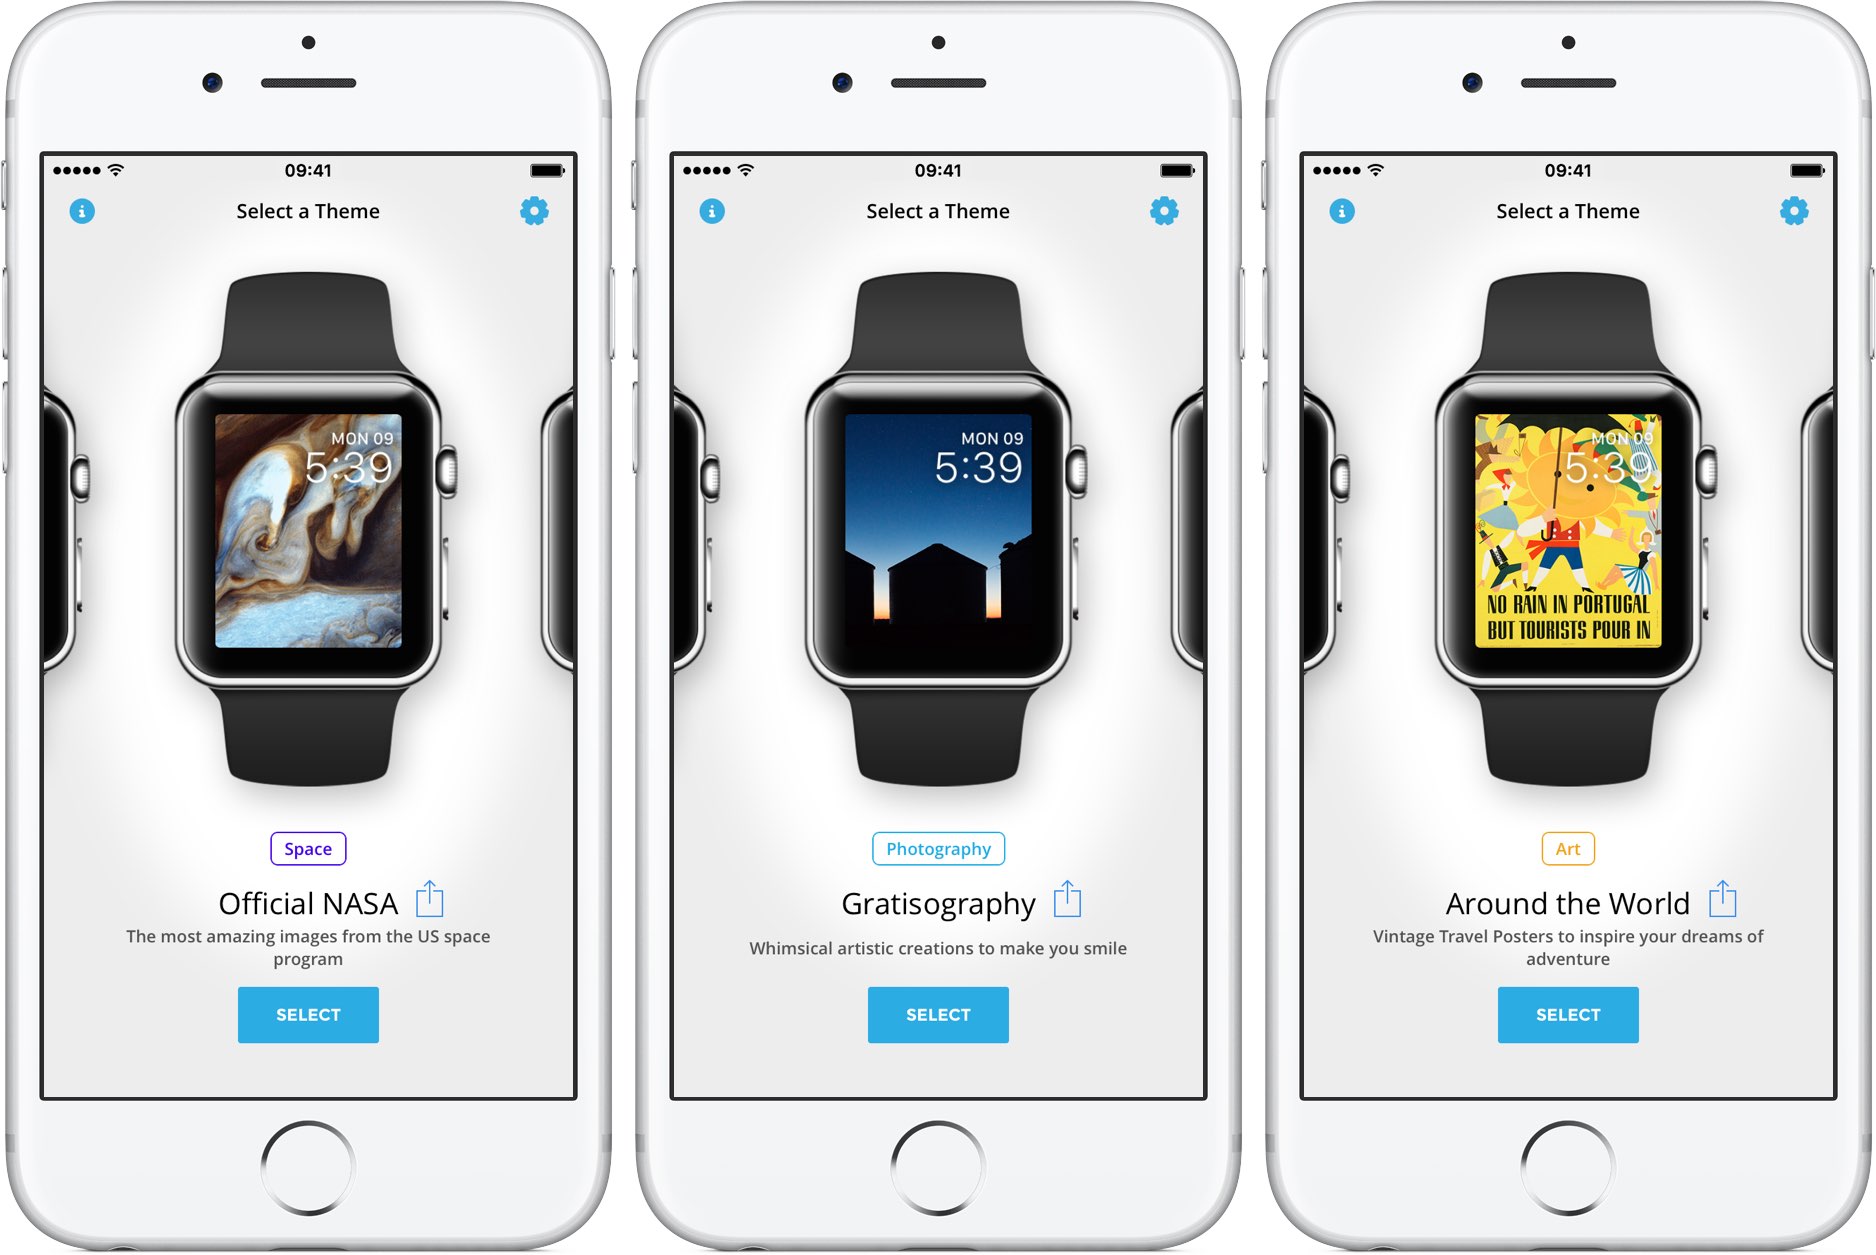 09:41
Select a Theme
MON 09
5:39
Space
Official NASA
The most amazing images from the US space
program
SELECT
09:41
Select a Theme
MON 09
5:39
Photography
Gratisography
Whimsical artistic creations to make you smile
SELECT
09:41
Select a Theme
MON 09
5:39
NO RAIN IN PORTUGAL
BUT TOURISTS POUR IN
Art
Around the World
Vintage Travel Posters to inspire your dreams of
adventure
SELECT